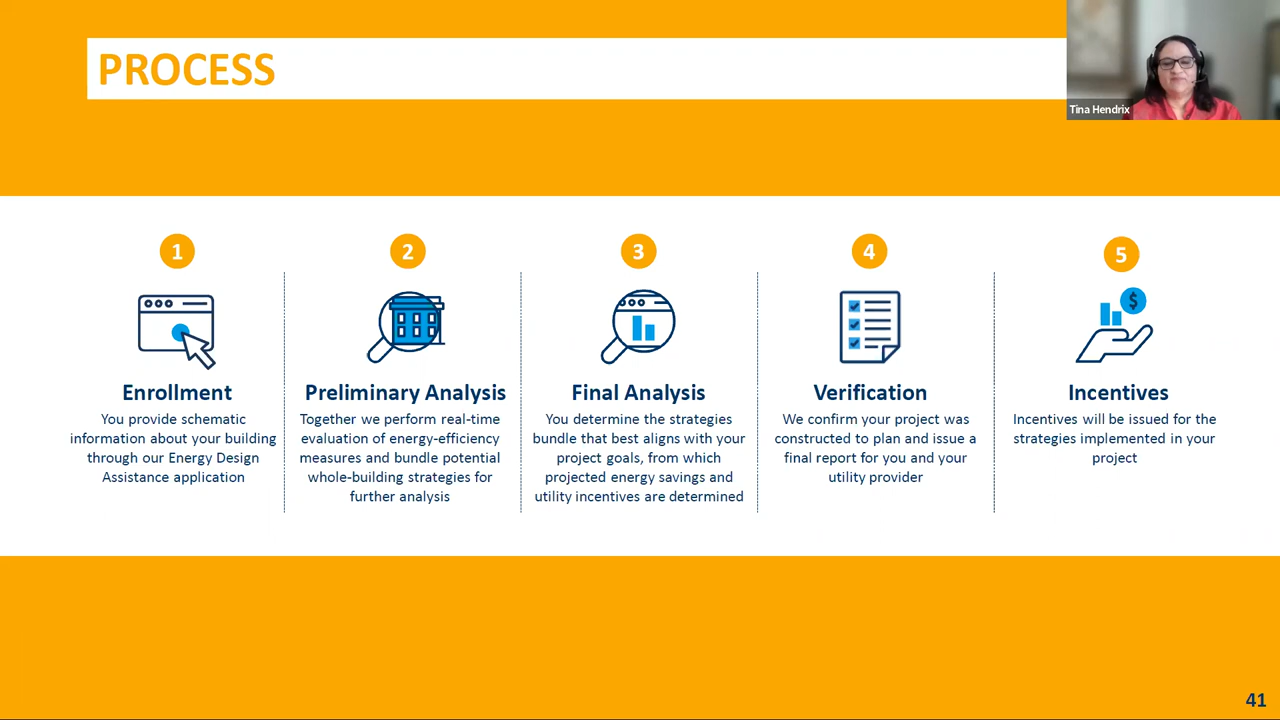 PROCESS
Tina Hendrix
1
2
3
4
5
Enrollment
You provide schematic
information about your building
through our Energy Design
Assistance application
Preliminary Analysis
Together we perform real-time
evaluation of energy-efficiency
measures and bundle potential
whole-building strategies for
further analysis
Final Analysis
You determine the strategies
bundle that best aligns with your
project goals, from which
projected energy savings and
utility incentives are determined
Verification
We confirm your project was
constructed to plan and issue a
final report for you and your
utility provider
$
Incentives
Incentives will be issued for the
strategies implemented in your
project
41